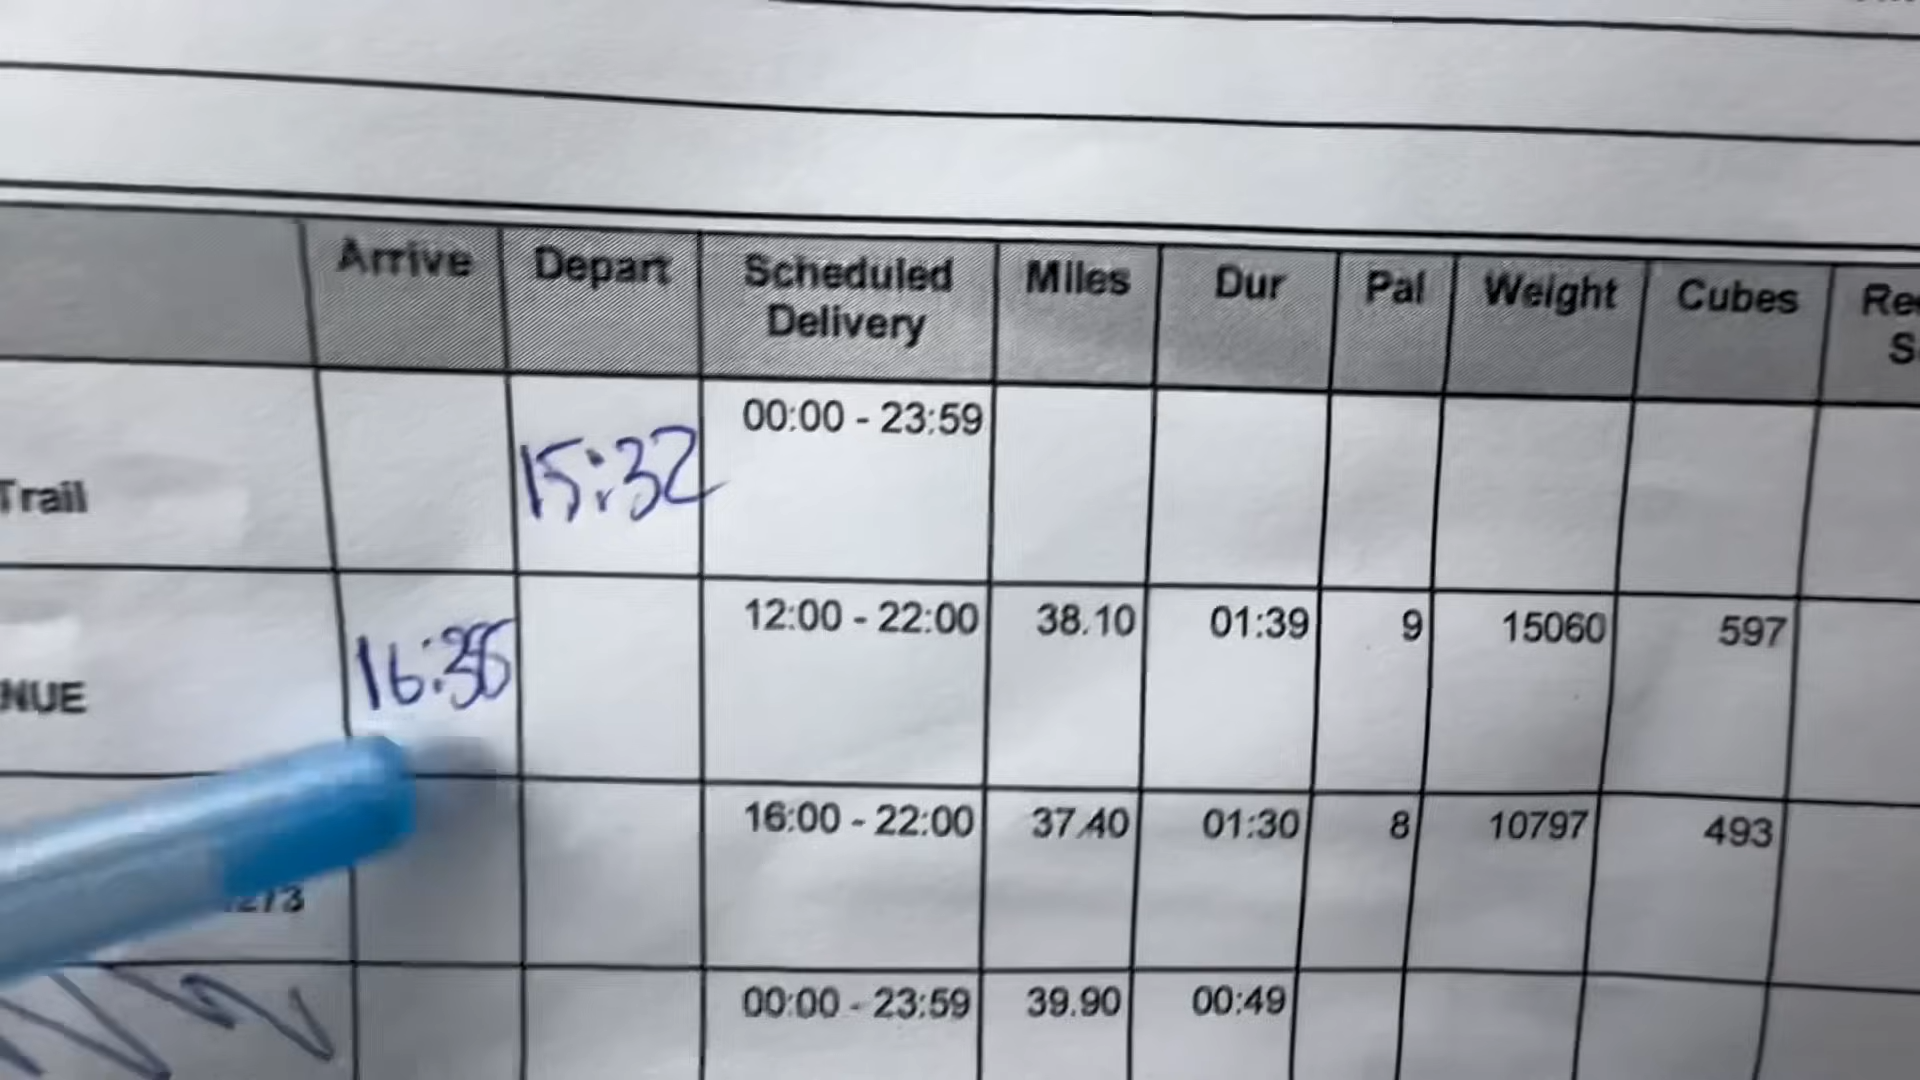 Arrive Depart Scheduled Delivery Miles Dur Pal Weight Cubes
00:00 - 23:59
Trail 15:32
12:00 - 22:00 38.10 01:39 9 15060 597
NUE 16:36
16:00 - 22:00 37.40 01:30 8 10797 493
00:00 - 23:59 39.90 00:49